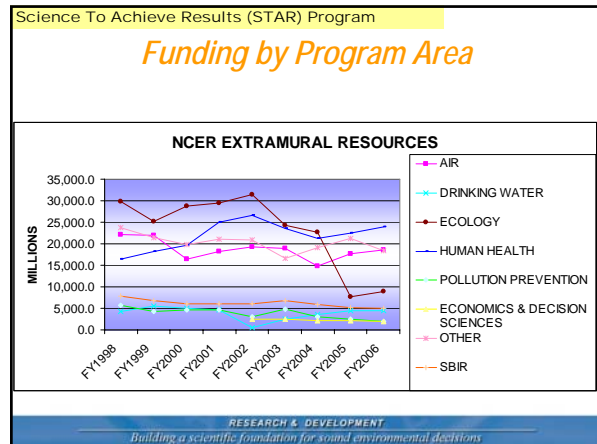 Science To Achieve Results (STAR) Program
Funding by Program Area
NCER EXTRAMURAL RESOURCES
MILLIONS
35,000.0
30,000.0
25,000.0
20,000.0
15,000.0
10,000.0
5,000.0
0.0
FY1998
FY1999
FY2000
FY2001
FY2002
FY2003
FY2004
FY2005
FY2006
AIR
DRINKING WATER
ECOLOGY
HUMAN HEALTH
POLLUTION PREVENTION
ECONOMICS & DECISION
SCIENCES
OTHER
SBIR
RESEARCH & DEVELOPMENT
Building a scientific foundation for sound environmental decisions